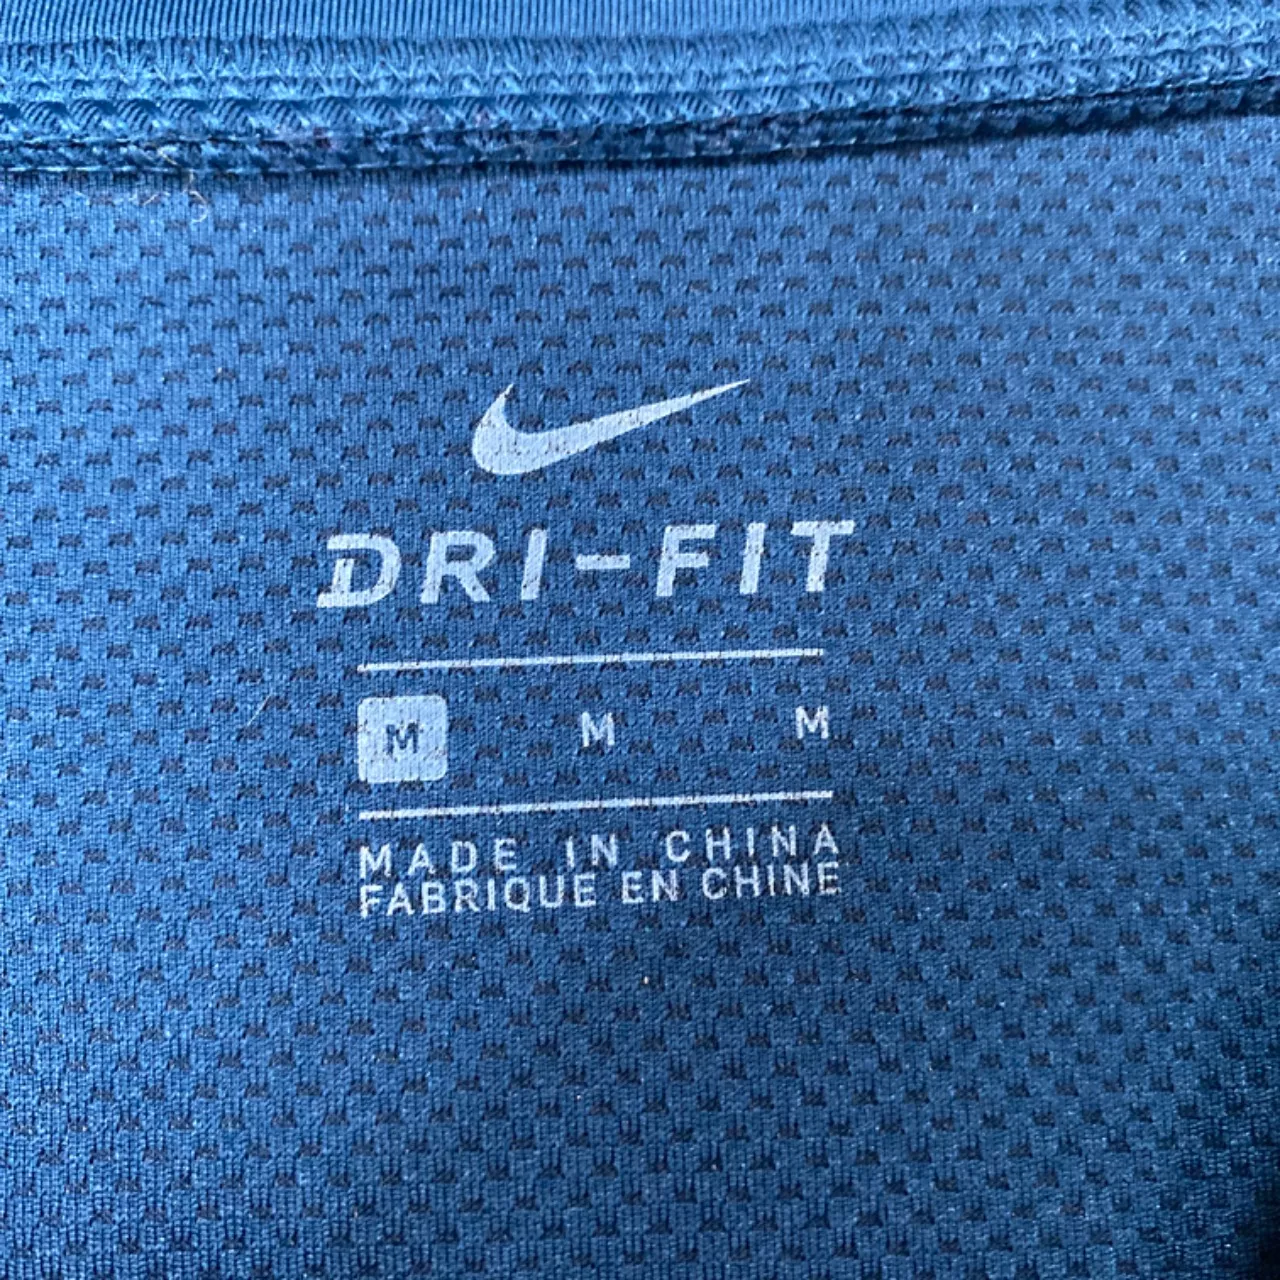 DRI-FIT
M M M
MADE IN CHINA
FABRIQUE EN CHINE